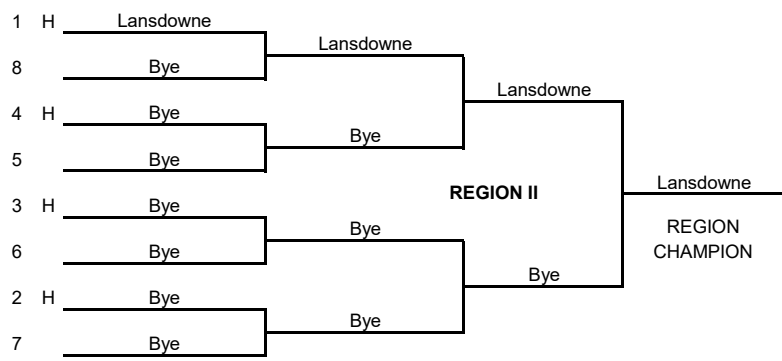 1 H Lansdowne
Lansdowne
8 Bye
Lansdowne
4 H Bye
Bye
5 Bye
REGION II
Lansdowne
3 H Bye
REGION
CHAMPION
Bye
6 Bye
Bye
2 H Bye
Bye
7 Bye